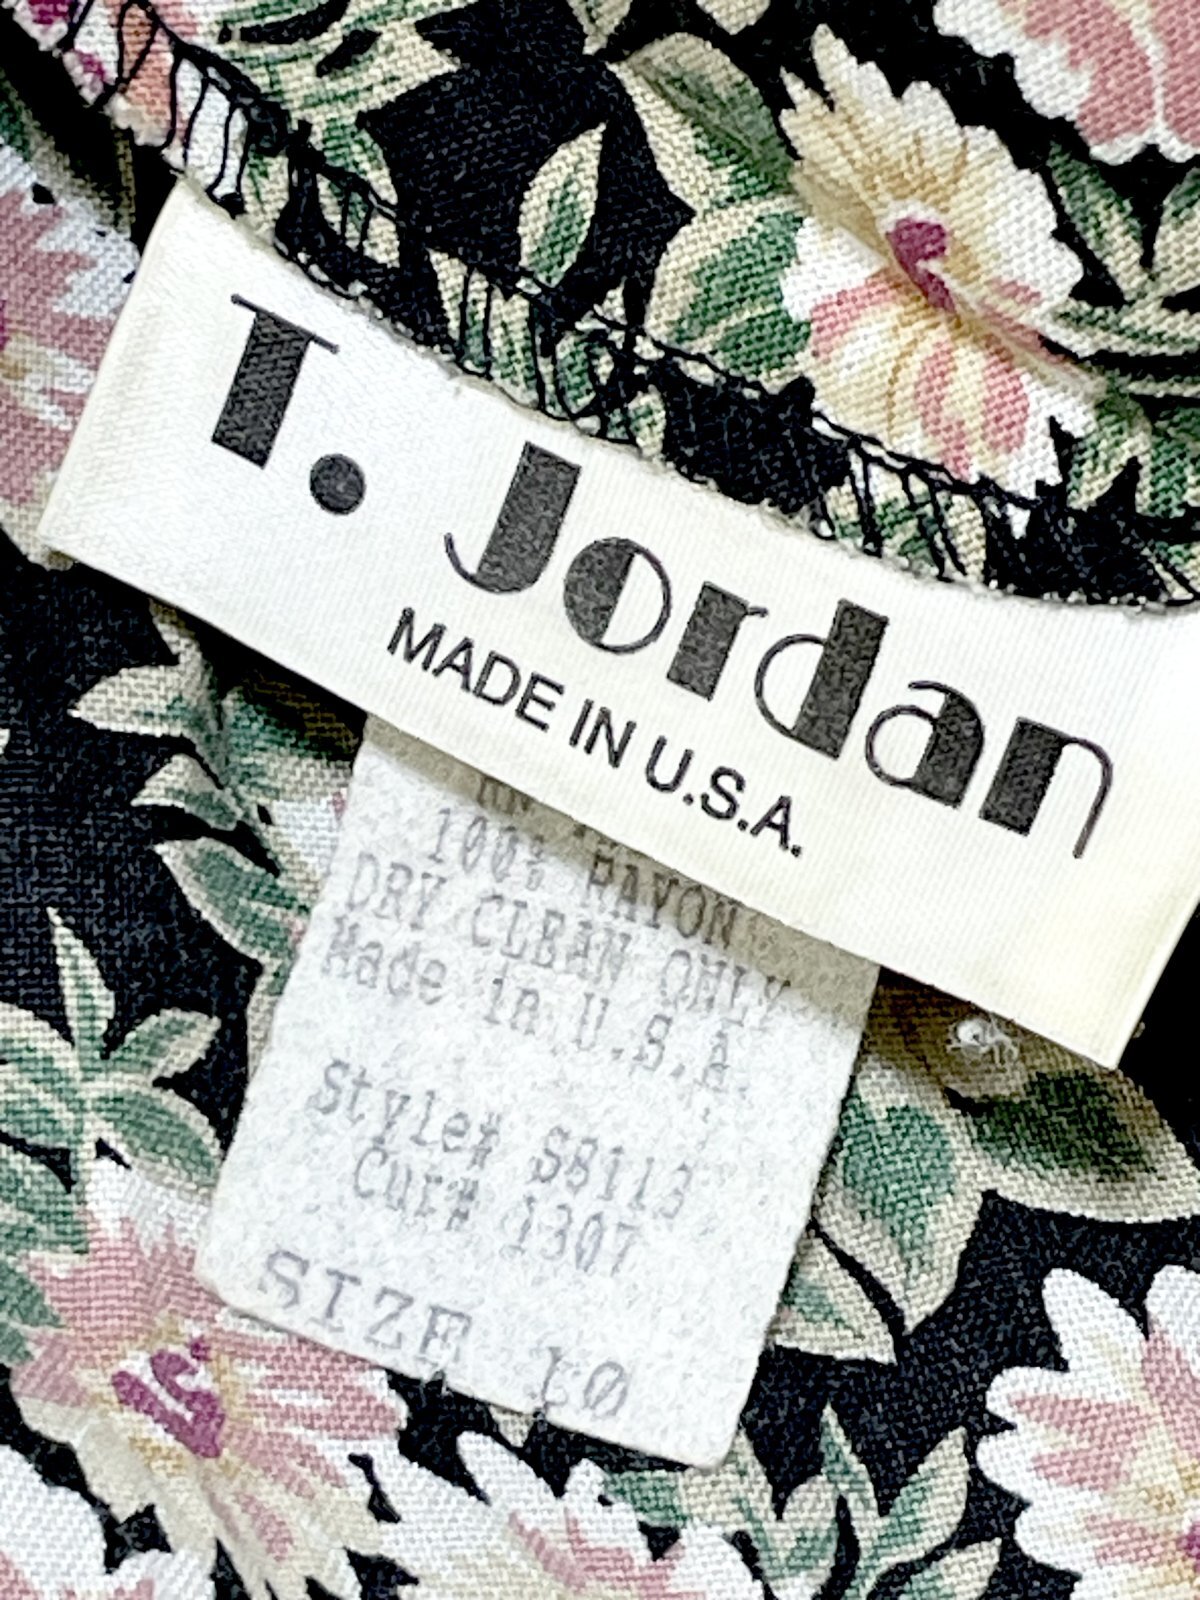 T. Jordan
MADE IN U.S.A.
100% RAYON
DRY CLEAN ONLY
Made in U.S.A.
Style# S8113
Cut# 1307
SIZE 10